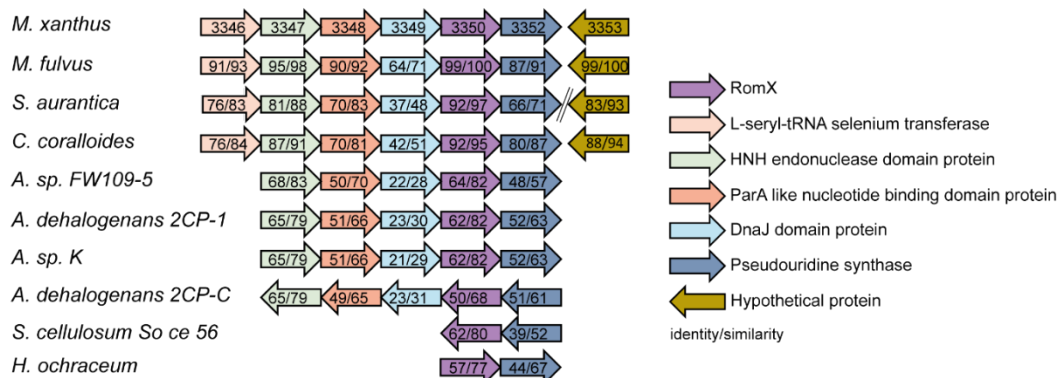 M. xanthus 3346 3347 3348 3349 3350 3352 3353
M. fulvus 91/93 95/98 90/92 64/71 99/100 87/91 99/100
S. aurantica 76/83 81/88 70/83 37/48 92/97 66/71 83/93
C. coralloides 76/84 87/91 70/81 42/51 92/95 80/87 88/94
A. sp. FW109-5 68/83 50/70 22/28 64/82 48/57
A. dehalogenans 2CP-1 65/79 51/66 23/30 62/82 52/63
A. sp. K 65/79 51/66 21/29 62/82 52/63
A. dehalogenans 2CP-C 65/79 49/65 23/31 50/68 51/61
S. cellulosum So ce 56 62/80 39/52
H. ochraceum 57/77 44/67
RomX
L-seryl-tRNA selenium transferase
HNH endonuclease domain protein
ParA like nucleotide binding domain protein
DnaJ domain protein
Pseudouridine synthase
Hypothetical protein
identity/similarity